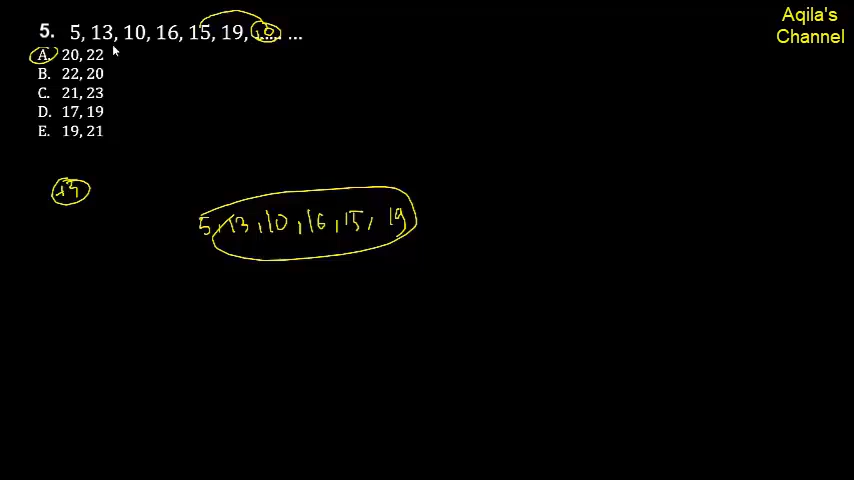 Aqila's
Channel
5. 5, 13, 10, 16, 15, 19, ...... ...
A. 20, 22
B. 22, 20
C. 21, 23
D. 17, 19
E. 19, 21
5, 13, 10, 16, 15, 19